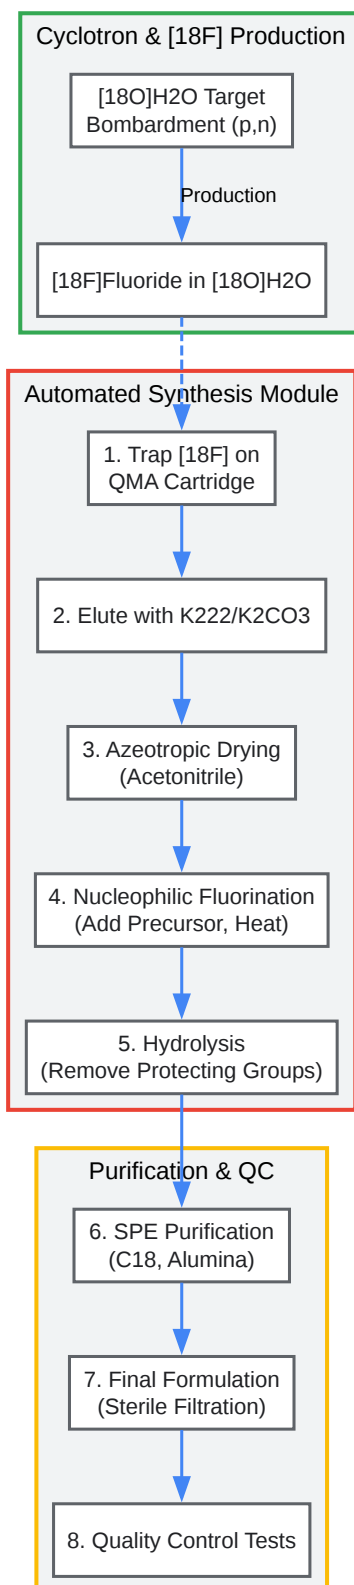 Cyclotron & [18F] Production
[18O]H2O Target
Bombardment (p,n)
Production
[18F]Fluoride in [18O]H2O
Automated Synthesis Module
1. Trap [18F] on
QMA Cartridge
2. Elute with K222/K2CO3
3. Azeotropic Drying
(Acetonitrile)
4. Nucleophilic Fluorination
(Add Precursor, Heat)
5. Hydrolysis
(Remove Protecting Groups)
Purification & QC
6. SPE Purification
(C18, Alumina)
7. Final Formulation
(Sterile Filtration)
8. Quality Control Tests